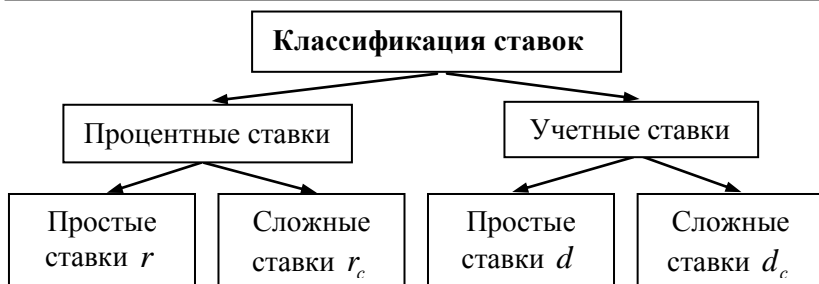 Классификация ставок
Процентные ставки
Учетные ставки
Простые
ставки r
Сложные
ставки r_c
Простые
ставки d
Сложные
ставки d_c